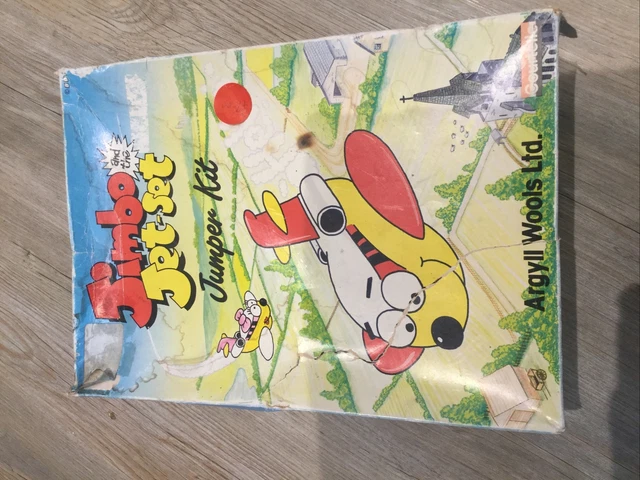 Jimbo
and the
Jet-set
Jumper Kit
Argyll Wools Ltd.